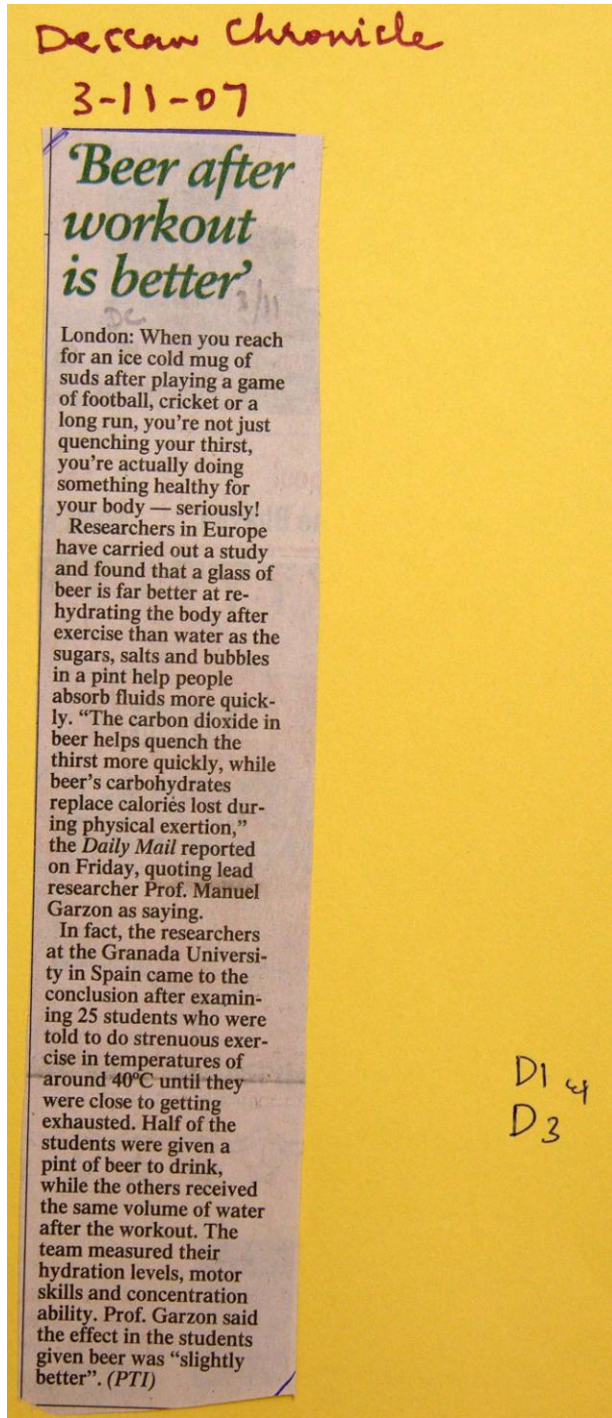 Deccan Chronicle
3-11-07
‘Beer after
workout
is better’
DC 3/11
London: When you reach
for an ice cold mug of
suds after playing a game
of football, cricket or a
long run, you’re not just
quenching your thirst,
you’re actually doing
something healthy for
your body — seriously!
Researchers in Europe
have carried out a study
and found that a glass of
beer is far better at re-
hydrating the body after
exercise than water as the
sugars, salts and bubbles
in a pint help people
absorb fluids more quick-
ly. “The carbon dioxide in
beer helps quench the
thirst more quickly, while
beer’s carbohydrates
replace calories lost dur-
ing physical exertion,”
the Daily Mail reported
on Friday, quoting lead
researcher Prof. Manuel
Garzon as saying.
In fact, the researchers
at the Granada Universi-
ty in Spain came to the
conclusion after examin-
ing 25 students who were
told to do strenuous exer-
cise in temperatures of
around 40ºC until they
were close to getting
exhausted. Half of the
students were given a
pint of beer to drink,
while the others received
the same volume of water
after the workout. The
team measured their
hydration levels, motor
skills and concentration
ability. Prof. Garzon said
the effect in the students
given beer was “slightly
better”. (PTI)
D1
D3